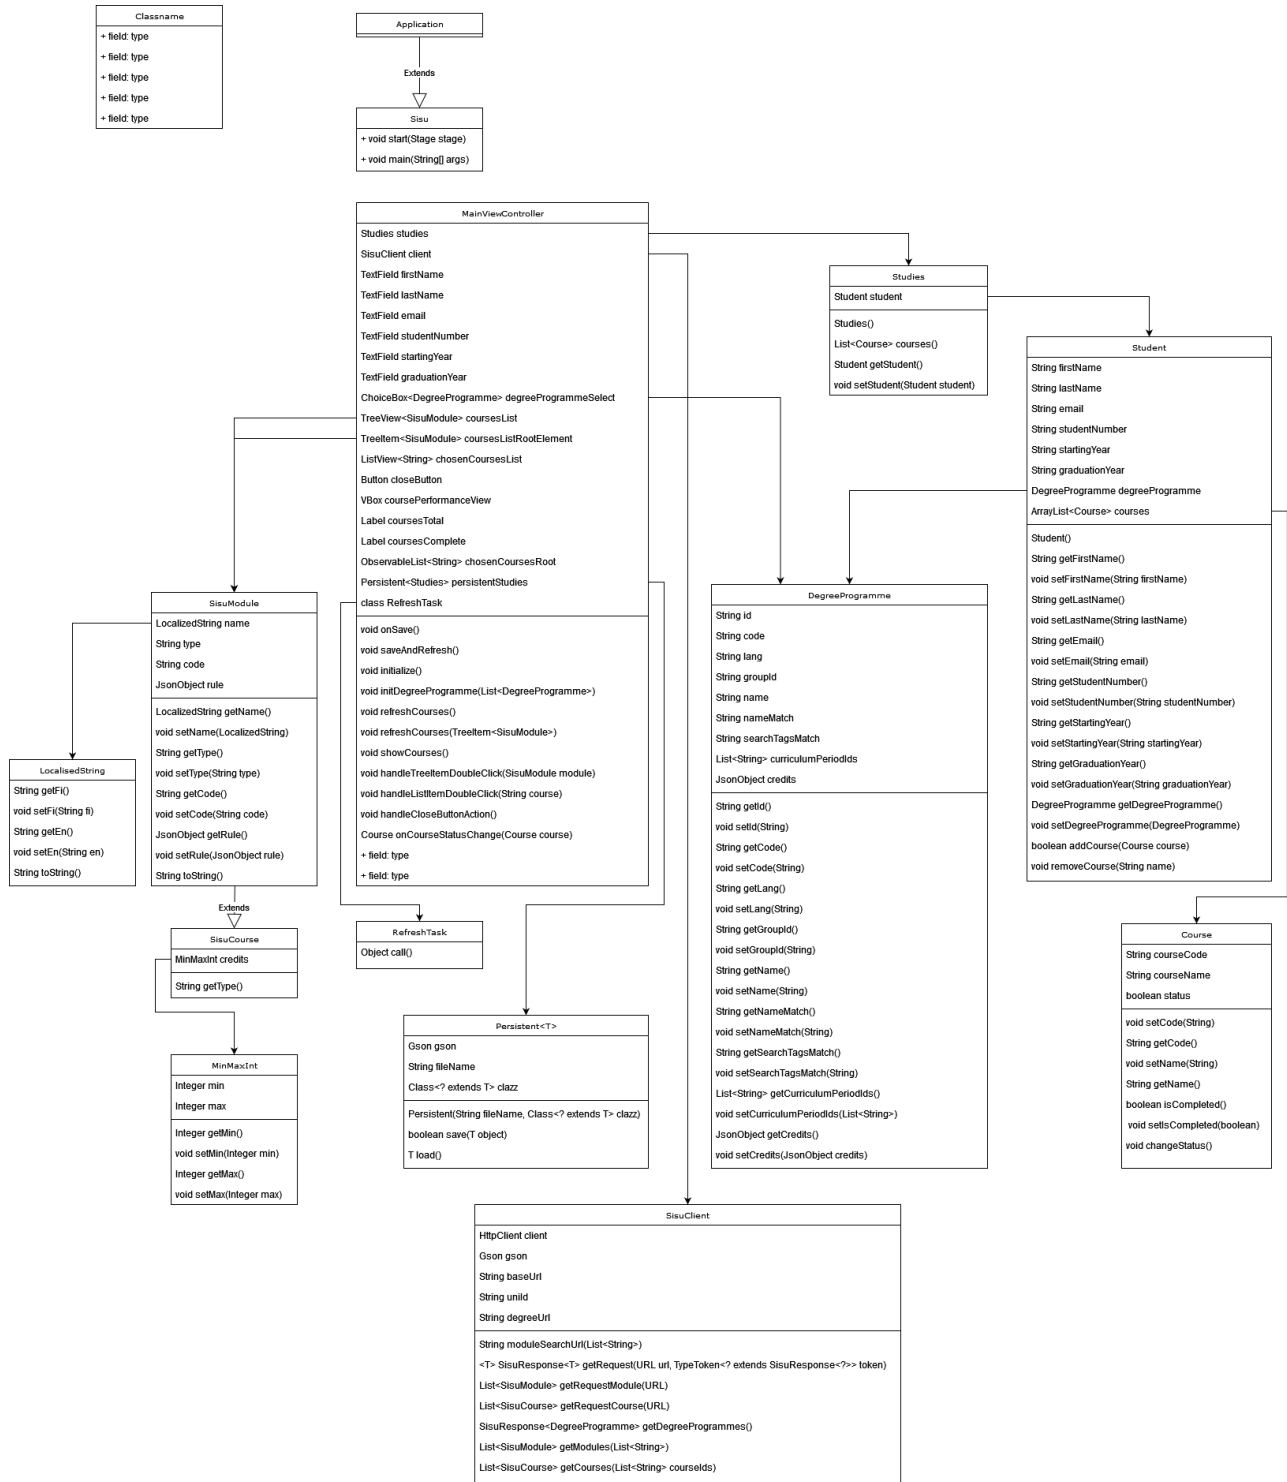 Classname
+ field: type
+ field: type
+ field: type
+ field: type
+ field: type
Application
Extends
Sisu
+ void start(Stage stage)
+ void main(String[] args)
MainViewController
Studies studies
SisuClient client
TextField firstName
TextField lastName
TextField email
TextField studentNumber
TextField startingYear
TextField graduationYear
ChoiceBox<DegreeProgramme> degreeProgrammeSelect
TreeView<SisuModule> coursesList
TreeItem<SisuModule> coursesListRootElement
ListView<String> chosenCoursesList
Button closeButton
VBox coursePerformanceView
Label coursesTotal
Label coursesComplete
ObservableList<String> chosenCoursesRoot
Persistent<Studies> persistentStudies
class RefreshTask
void onSave()
void saveAndRefresh()
void initialize()
void initDegreeProgramme(List<DegreeProgramme>)
void refreshCourses()
void refreshCourses(TreeItem<SisuModule>)
void showCourses()
void handleTreeItemDoubleClick(SisuModule module)
void handleListItemDoubleClick(String course)
void handleCloseButtonAction()
Course onCourseStatusChange(Course course)
+ field: type
+ field: type
Studies
Student student
Studies()
List<Course> courses()
Student getStudent()
void setStudent(Student student)
Student
String firstName
String lastName
String email
String studentNumber
String startingYear
String graduationYear
DegreeProgramme degreeProgramme
ArrayList<Course> courses
Student()
String getFirstName()
void setFirstName(String firstName)
String getLastName()
void setLastName(String lastName)
String getEmail()
void setEmail(String email)
String getStudentNumber()
void setStudentNumber(String studentNumber)
String getStartingYear()
void setStartingYear(String startingYear)
String getGraduationYear()
void setGraduationYear(String graduationYear)
DegreeProgramme getDegreeProgramme()
void setDegreeProgramme(DegreeProgramme)
boolean addCourse(Course course)
void removeCourse(String name)
SisuModule
LocalizedString name
String type
String code
JsonObject rule
LocalizedString getName()
void setName(LocalizedString)
String getType()
void setType(String type)
String getCode()
void setCode(String code)
JsonObject getRule()
void setRule(JsonObject rule)
String toString()
LocalisedString
String getFi()
void setFi(String fi)
String getEn()
void setEn(String en)
String toString()
Extends
SisuCourse
MinMaxInt credits
String getType()
MinMaxInt
Integer min
Integer max
Integer getMin()
void setMin(Integer min)
Integer getMax()
void setMax(Integer max)
RefreshTask
Object call()
Persistent<T>
Gson gson
String fileName
Class<? extends T> clazz
Persistent(String fileName, Class<? extends T> clazz)
boolean save(T object)
T load()
DegreeProgramme
String id
String code
String lang
String groupId
String name
String nameMatch
String searchTagsMatch
List<String> curriculumPeriodIds
JsonObject credits
String getId()
void setId(String)
String getCode()
void setCode(String)
String getLang()
void setLang(String)
String getGroupId()
void setGroupId(String)
String getName()
void setName(String)
String getNameMatch()
void setNameMatch(String)
String getSearchTagsMatch()
void setSearchTagsMatch(String)
List<String> getCurriculumPeriodIds()
void setCurriculumPeriodIds(List<String>)
JsonObject getCredits()
void setCredits(JsonObject credits)
Course
String courseCode
String courseName
boolean status
void setCode(String)
String getCode()
void setName(String)
String getName()
boolean isCompleted()
void setIsCompleted(boolean)
void changeStatus()
SisuClient
HttpClient client
Gson gson
String baseUrl
String uniId
String degreeUrl
String moduleSearchUrl(List<String>)
<T> SisuResponse<T> getRequest(URL url, TypeToken<? extends SisuResponse<?>> token)
List<SisuModule> getRequestModule(URL)
List<SisuCourse> getRequestCourse(URL)
SisuResponse<DegreeProgramme> getDegreeProgrammes()
List<SisuModule> getModules(List<String>)
List<SisuCourse> getCourses(List<String> courseIds)